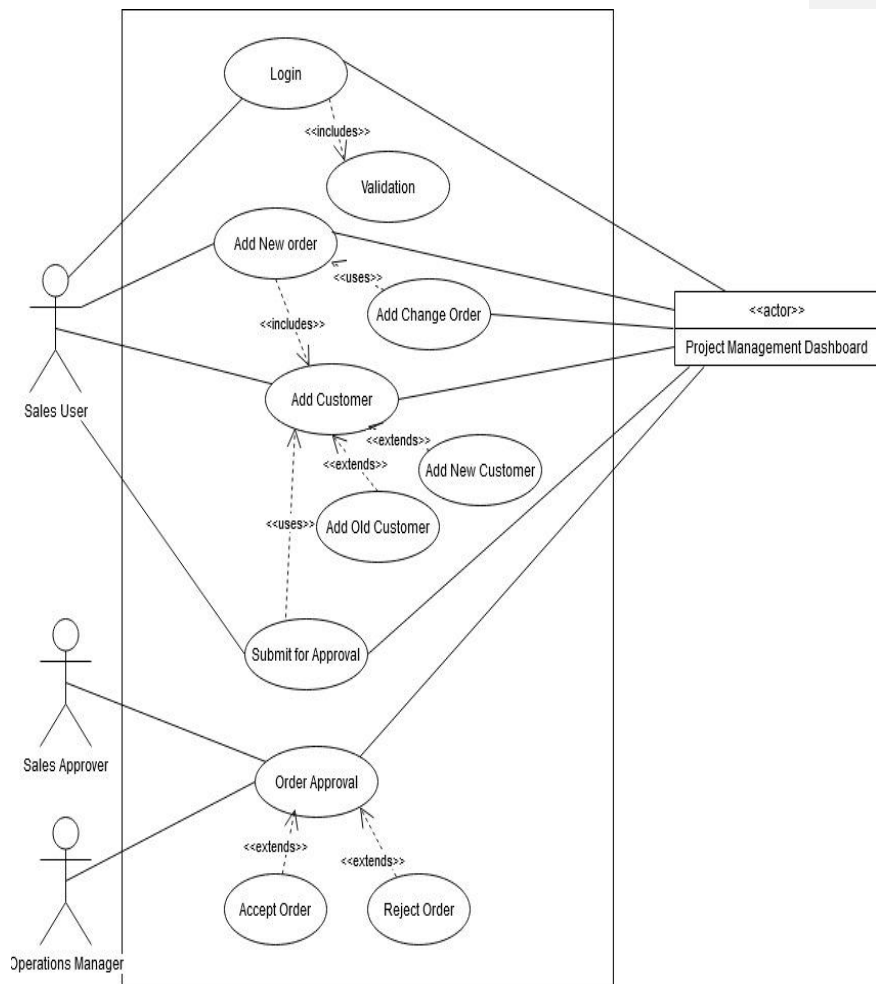 Login
<<includes>>
Validation
Add New order
<<uses>>
Add Change Order
<<actor>>
Project Management Dashboard
<<includes>>
Sales User
Add Customer
<<extends>>
Add New Customer
<<extends>>
Add Old Customer
<<uses>>
Submit for Approval
Sales Approver
Order Approval
<<extends>>
<<extends>>
Accept Order
Reject Order
Operations Manager